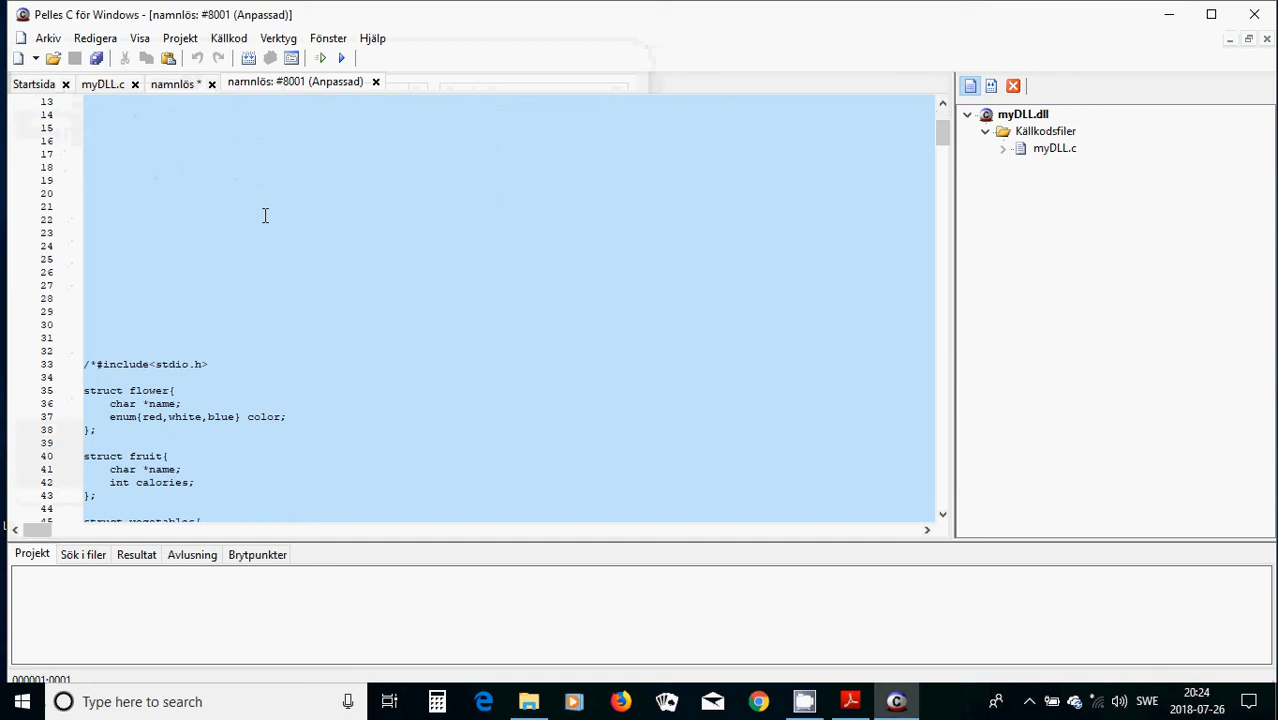 Pelles C för Windows - [namnlös: #8001 (Anpassad)]
Arkiv Redigera Visa Projekt Källkod Verktyg Fönster Hjälp
Startsida myDLL.c namnlös * namnlös: #8001 (Anpassad)
myDLL.dll
Källkodsfiler
myDLL.c
13
14
15
16
17
18
19
20
21
22
23
24
25
26
27
28
29
30
31
32
33 /*#include<stdio.h>
34
35 struct flower{
36 char *name;
37 enum{red,white,blue} color;
38 };
39
40 struct fruit{
41 char *name;
42 int calories;
43 };
44
45 struct vegetables{
Projekt Sök i filer Resultat Avlusning Brytpunkter
000001:0001
Type here to search
SWE
20:24
2018-07-26